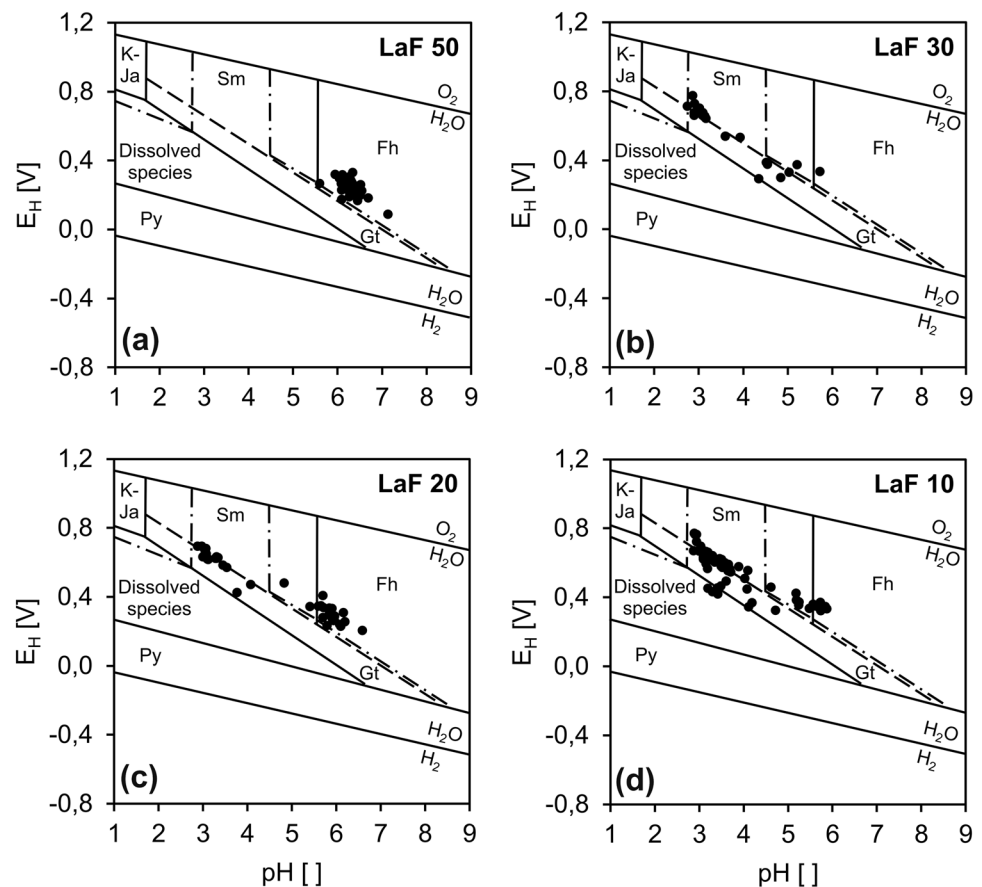 1,2
0,8
0,4
0,0
-0,4
-0,8
E_H [V]
K-
Ja
Sm
LaF 50
O2
H2O
Fh
Dissolved
species
Py
Gt
H2O
H2
(a)
1 2 3 4 5 6 7 8 9
1,2
0,8
0,4
0,0
-0,4
-0,8
E_H [V]
K-
Ja
Sm
LaF 30
O2
H2O
Fh
Dissolved
species
Py
Gt
H2O
H2
(b)
1 2 3 4 5 6 7 8 9
1,2
0,8
0,4
0,0
-0,4
-0,8
E_H [V]
K-
Ja
Sm
LaF 20
O2
H2O
Fh
Dissolved
species
Py
Gt
H2O
H2
(c)
1 2 3 4 5 6 7 8 9
pH [ ]
1,2
0,8
0,4
0,0
-0,4
-0,8
E_H [V]
K-
Ja
Sm
LaF 10
O2
H2O
Fh
Dissolved
species
Py
Gt
H2O
H2
(d)
1 2 3 4 5 6 7 8 9
pH [ ]